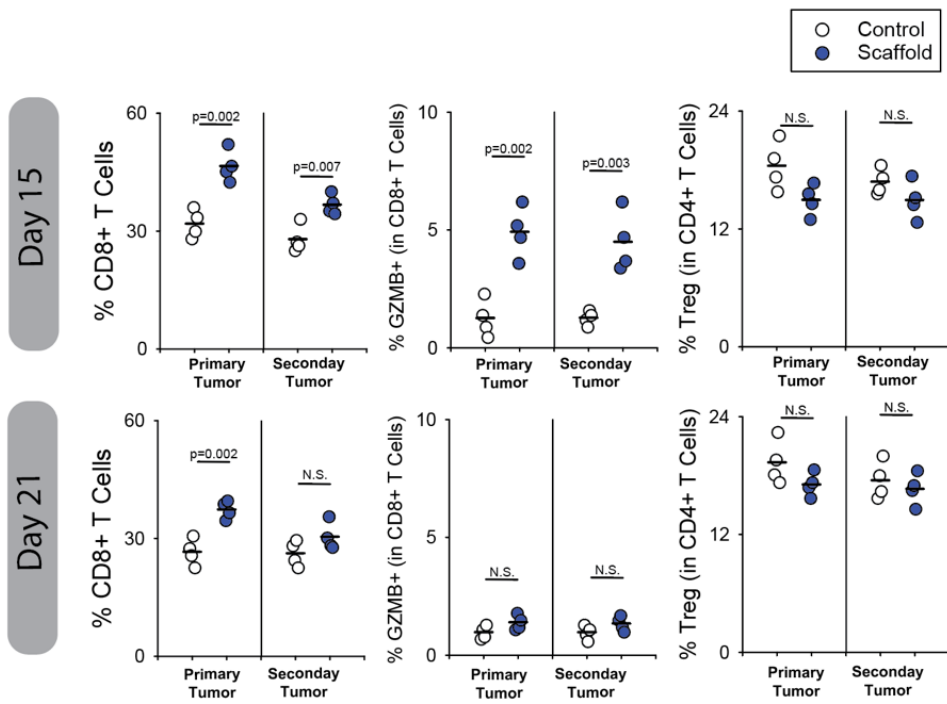 Control
Scaffold
Day 15
% CD8+ T Cells
60
30
0
p=0.002
p=0.007
Primary
Tumor
Seconday
Tumor
% GZMB+ (in CD8+ T Cells)
10
5
0
p=0.002
p=0.003
Primary
Tumor
Seconday
Tumor
% Treg (in CD4+ T Cells)
24
12
0
N.S.
N.S.
Primary
Tumor
Seconday
Tumor
Day 21
% CD8+ T Cells
60
30
0
p=0.002
N.S.
Primary
Tumor
Seconday
Tumor
% GZMB+ (in CD8+ T Cells)
10
5
0
N.S.
N.S.
Primary
Tumor
Seconday
Tumor
% Treg (in CD4+ T Cells)
24
12
0
N.S.
N.S.
Primary
Tumor
Seconday
Tumor